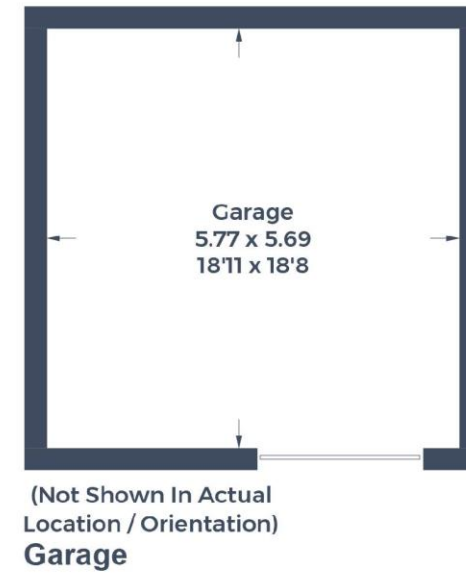 Garage
5.77 x 5.69
18'11 x 18'8
(Not Shown In Actual
Location / Orientation)
Garage